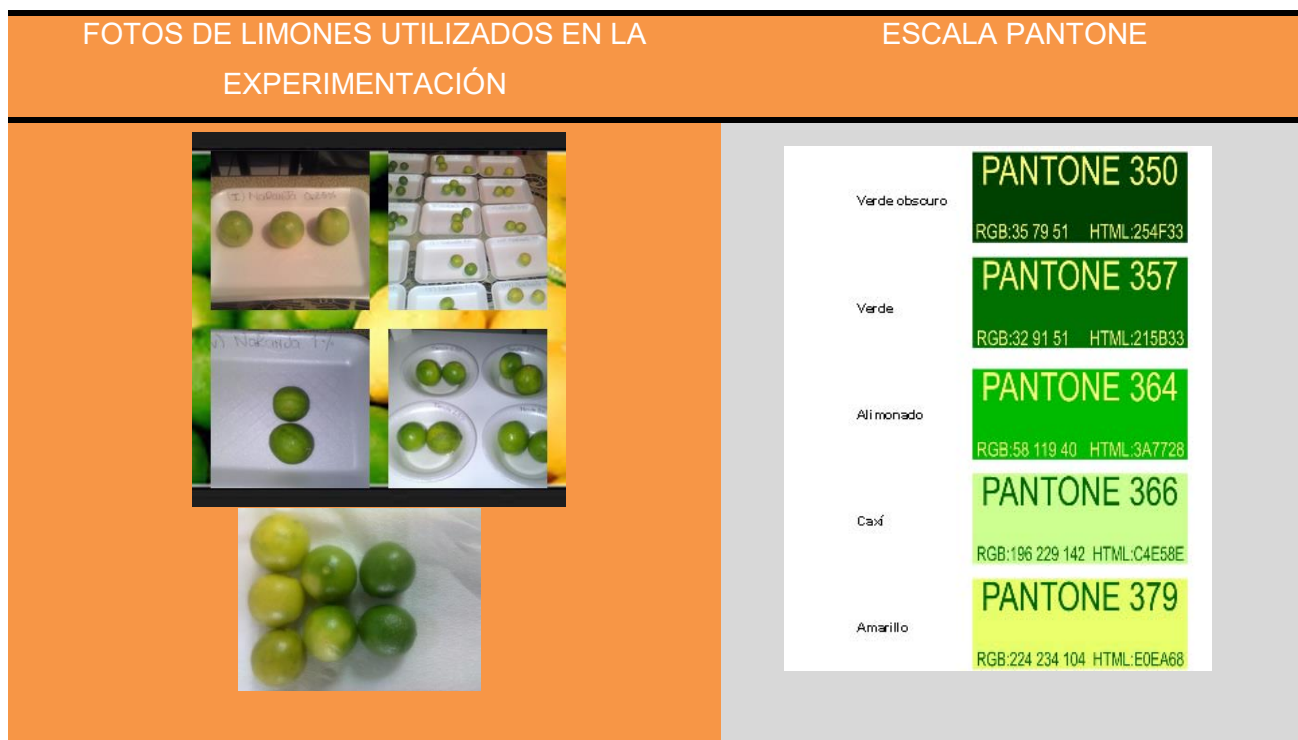 FOTOS DE LIMONES UTILIZADOS EN LA
EXPERIMENTACIÓN
ESCALA PANTONE
(I) Naranja
Naranja
Verde obscuro
PANTONE 350
RGB:35 79 51 HTML:254F33
Verde
PANTONE 357
RGB:32 91 51 HTML:215B33
Alimonado
PANTONE 364
RGB:58 119 40 HTML:3A7728
Caxí
PANTONE 366
RGB:196 229 142 HTML:C4E58E
Amarillo
PANTONE 379
RGB:224 234 104 HTML:E0EA68